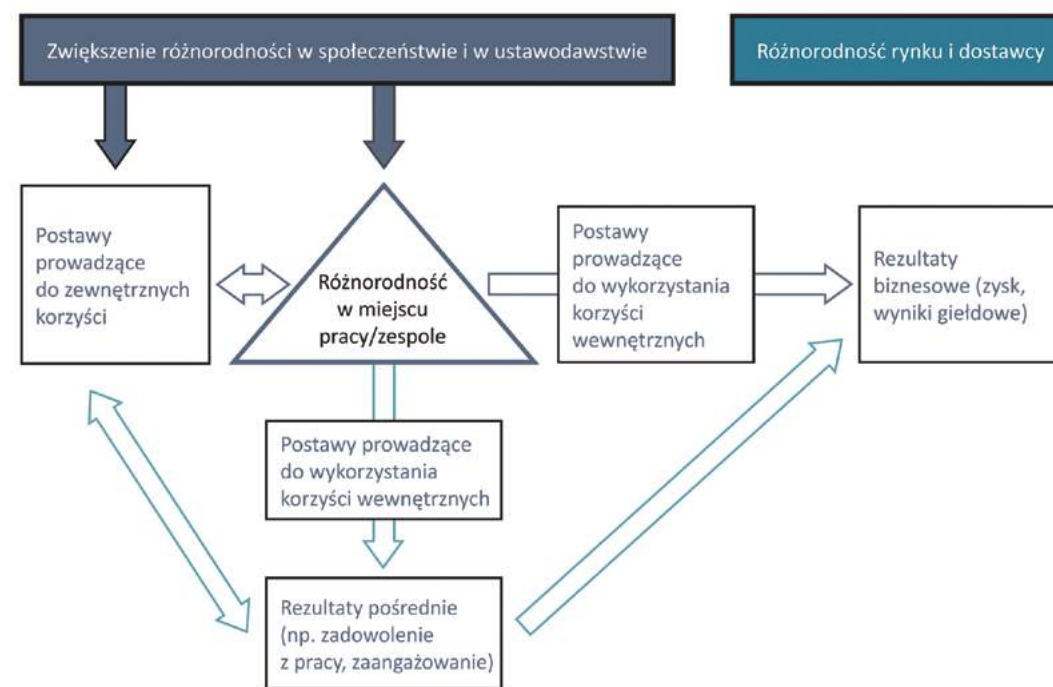 Zwiększenie różnorodności w społeczeństwie i w ustawodawstwie
Różnorodność rynku i dostawcy
Postawy
prowadzące
do zewnętrznych
korzyści
Różnorodność
w miejscu
pracy/zespole
Postawy
prowadzące
do wykorzystania
korzyści
wewnętrznych
Rezultaty
biznesowe (zysk,
wyniki giełdowe)
Postawy prowadzące
do wykorzystania
korzyści wewnętrznych
Rezultaty pośrednie
(np. zadowolenie
z pracy, zaangażowanie)